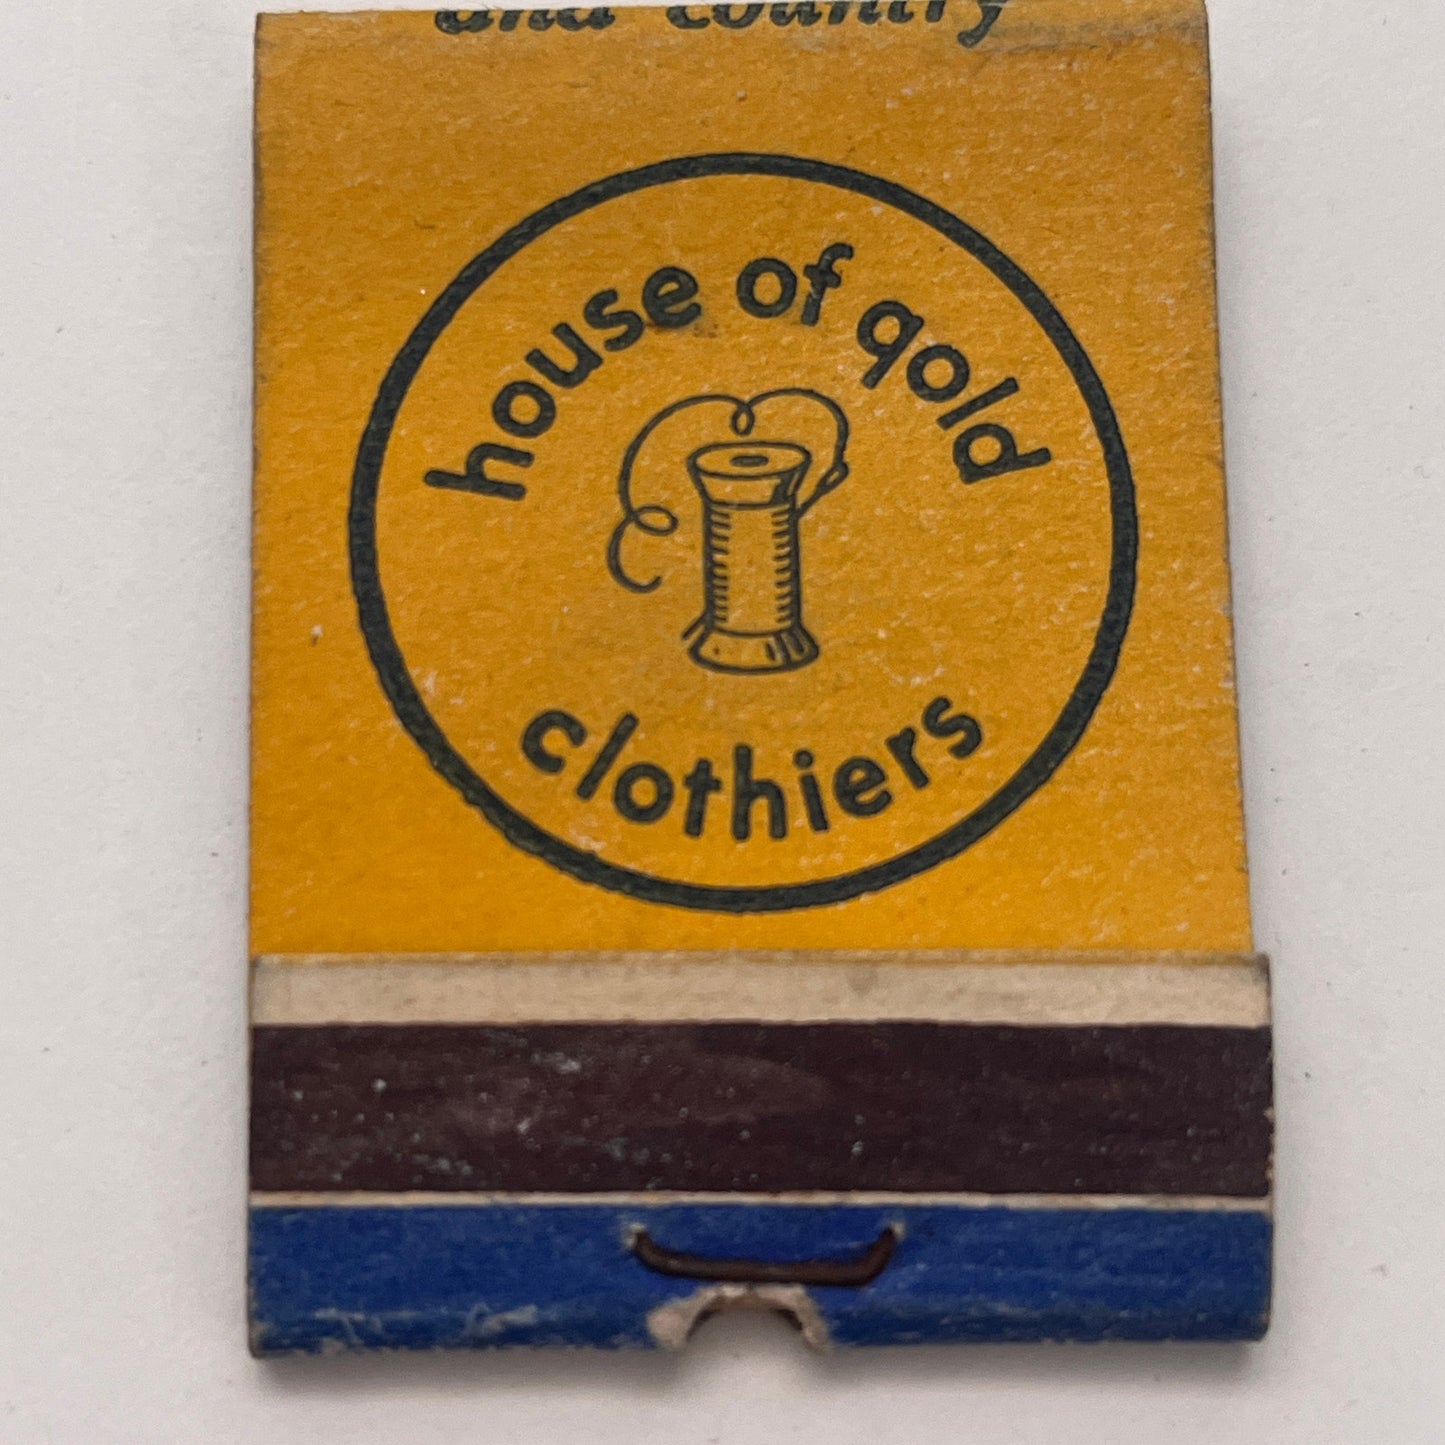 and country
house of gold
clothiers